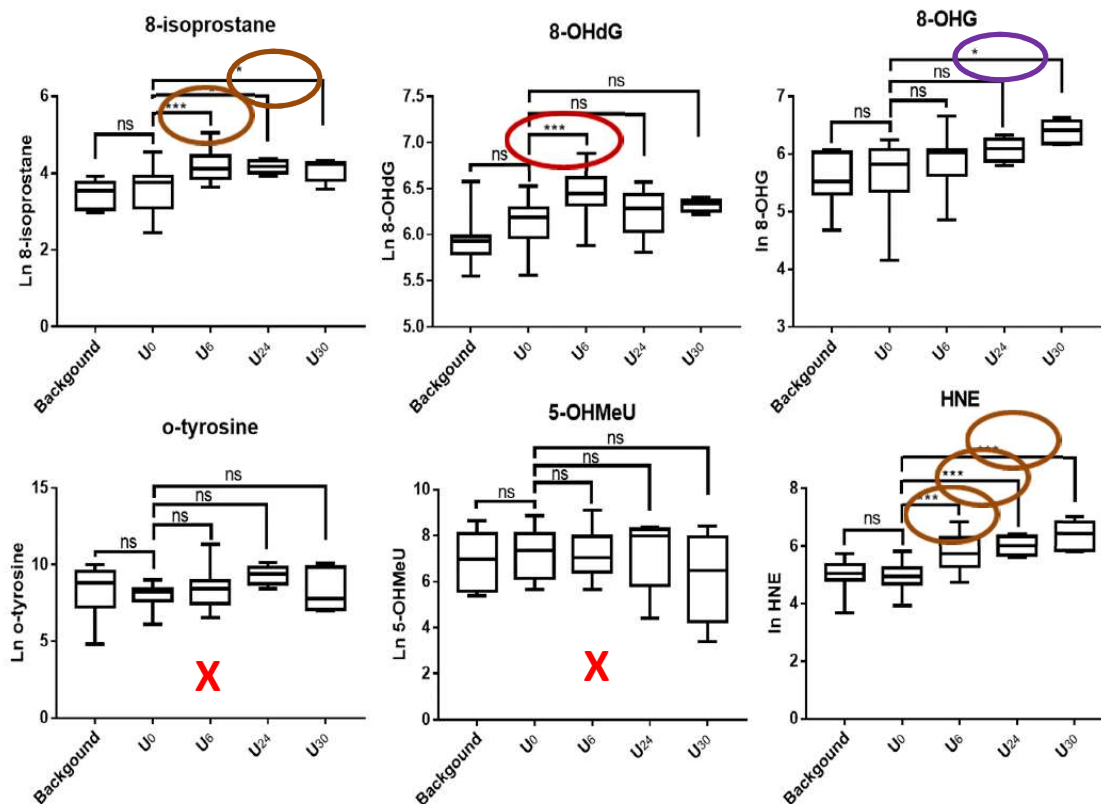 8-isoprostane
Ln 8-isoprostane
6
4
2
0
ns
***
*
Backgound
U0
U6
U24
U30
8-OHdG
Ln 8-OHdG
7.5
7.0
6.5
6.0
5.5
5.0
ns
***
ns
ns
Backgound
U0
U6
U24
U30
8-OHG
ln 8-OHG
7
6
5
4
3
ns
ns
ns
*
Backgound
U0
U6
U24
U30
o-tyrosine
Ln o-tyrosine
15
10
5
0
ns
ns
ns
ns
X
Backgound
U0
U6
U24
U30
5-OHMeU
Ln 5-OHMeU
10
8
6
4
2
0
ns
ns
ns
ns
X
Backgound
U0
U6
U24
U30
HNE
ln HNE
8
6
4
2
0
ns
***
***
***
Backgound
U0
U6
U24
U30